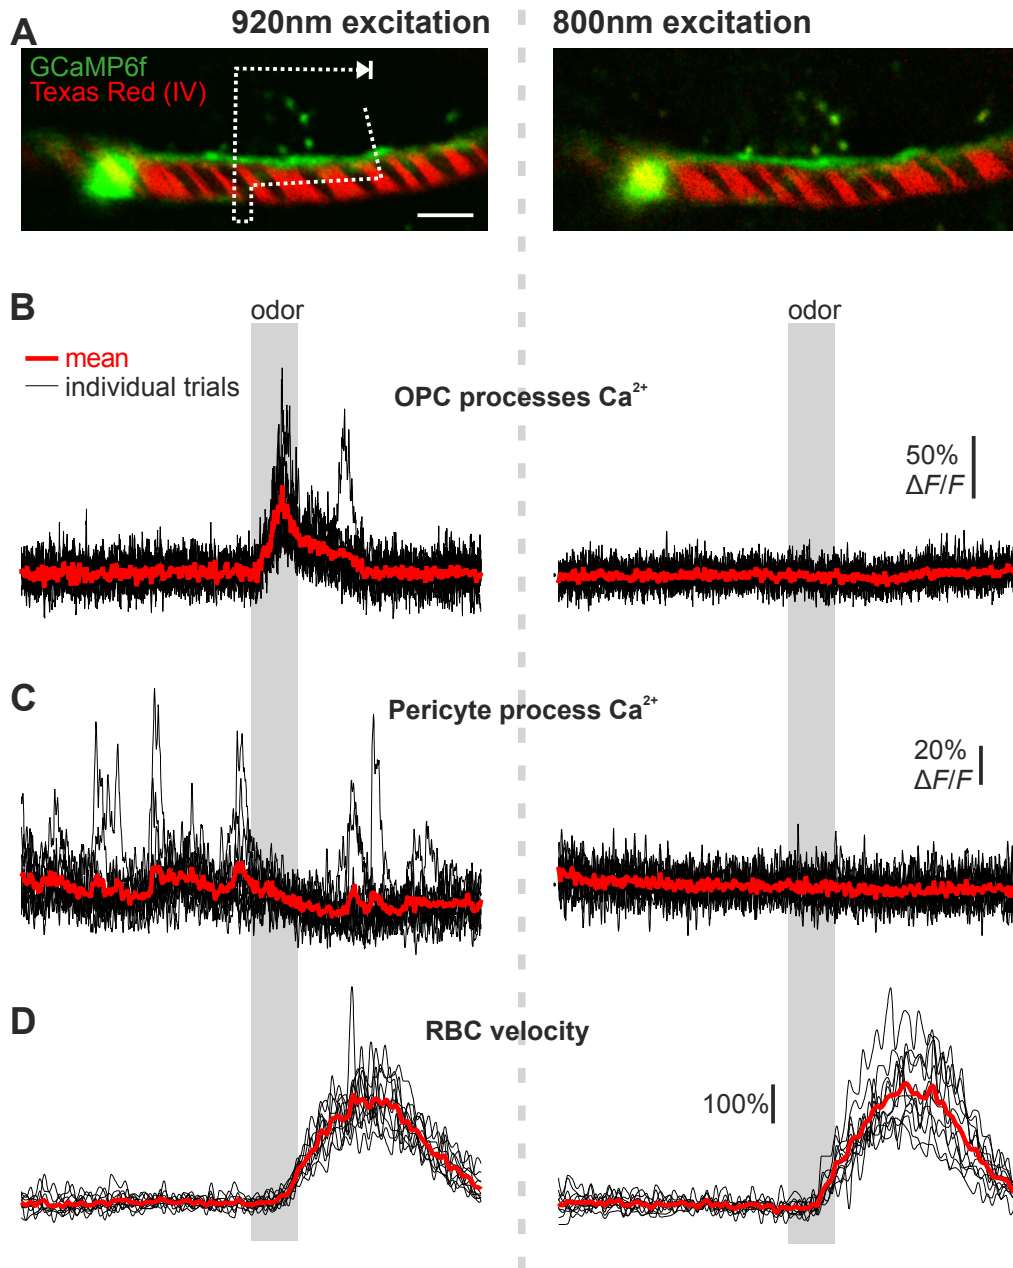 A
920nm excitation
800nm excitation
GCaMP6f
Texas Red (IV)
B
odor
odor
mean
individual trials
OPC processes Ca²⁺
50%
ΔF/F
C
Pericyte process Ca²⁺
20%
ΔF/F
D
RBC velocity
100%